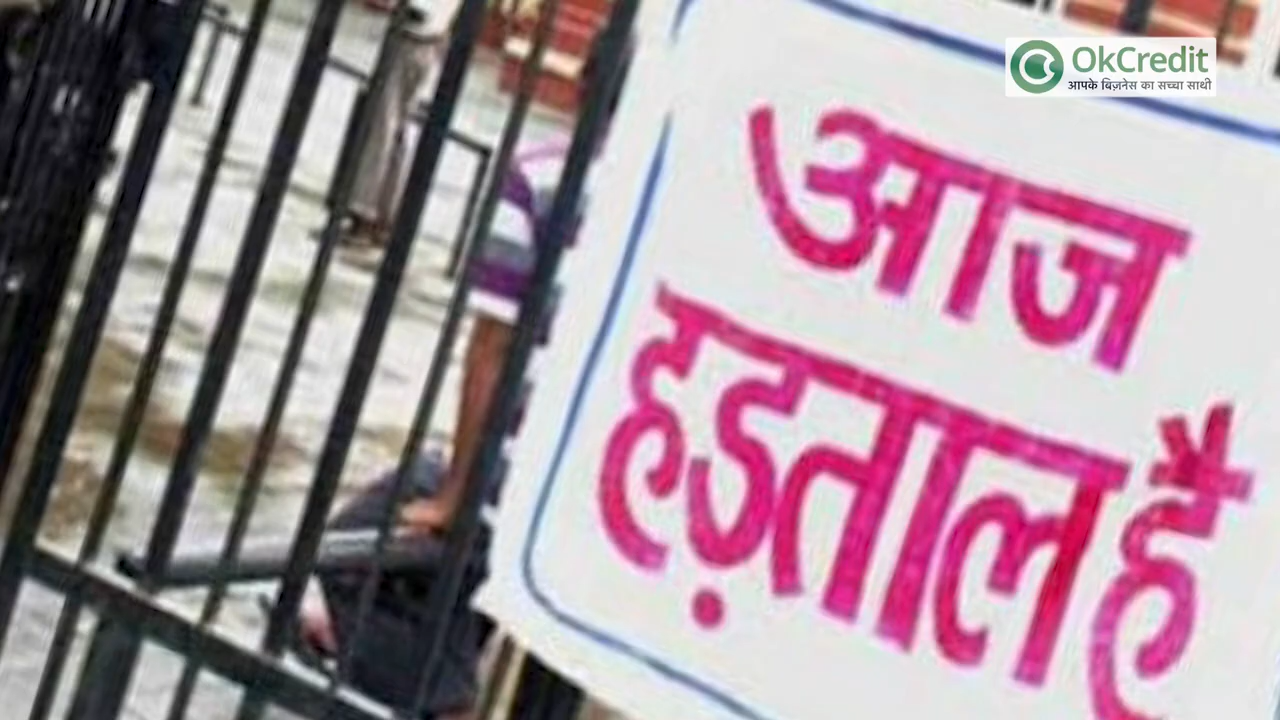 OkCredit
आपके बिज़नेस का सच्चा साथी
आज
हड़ताल है